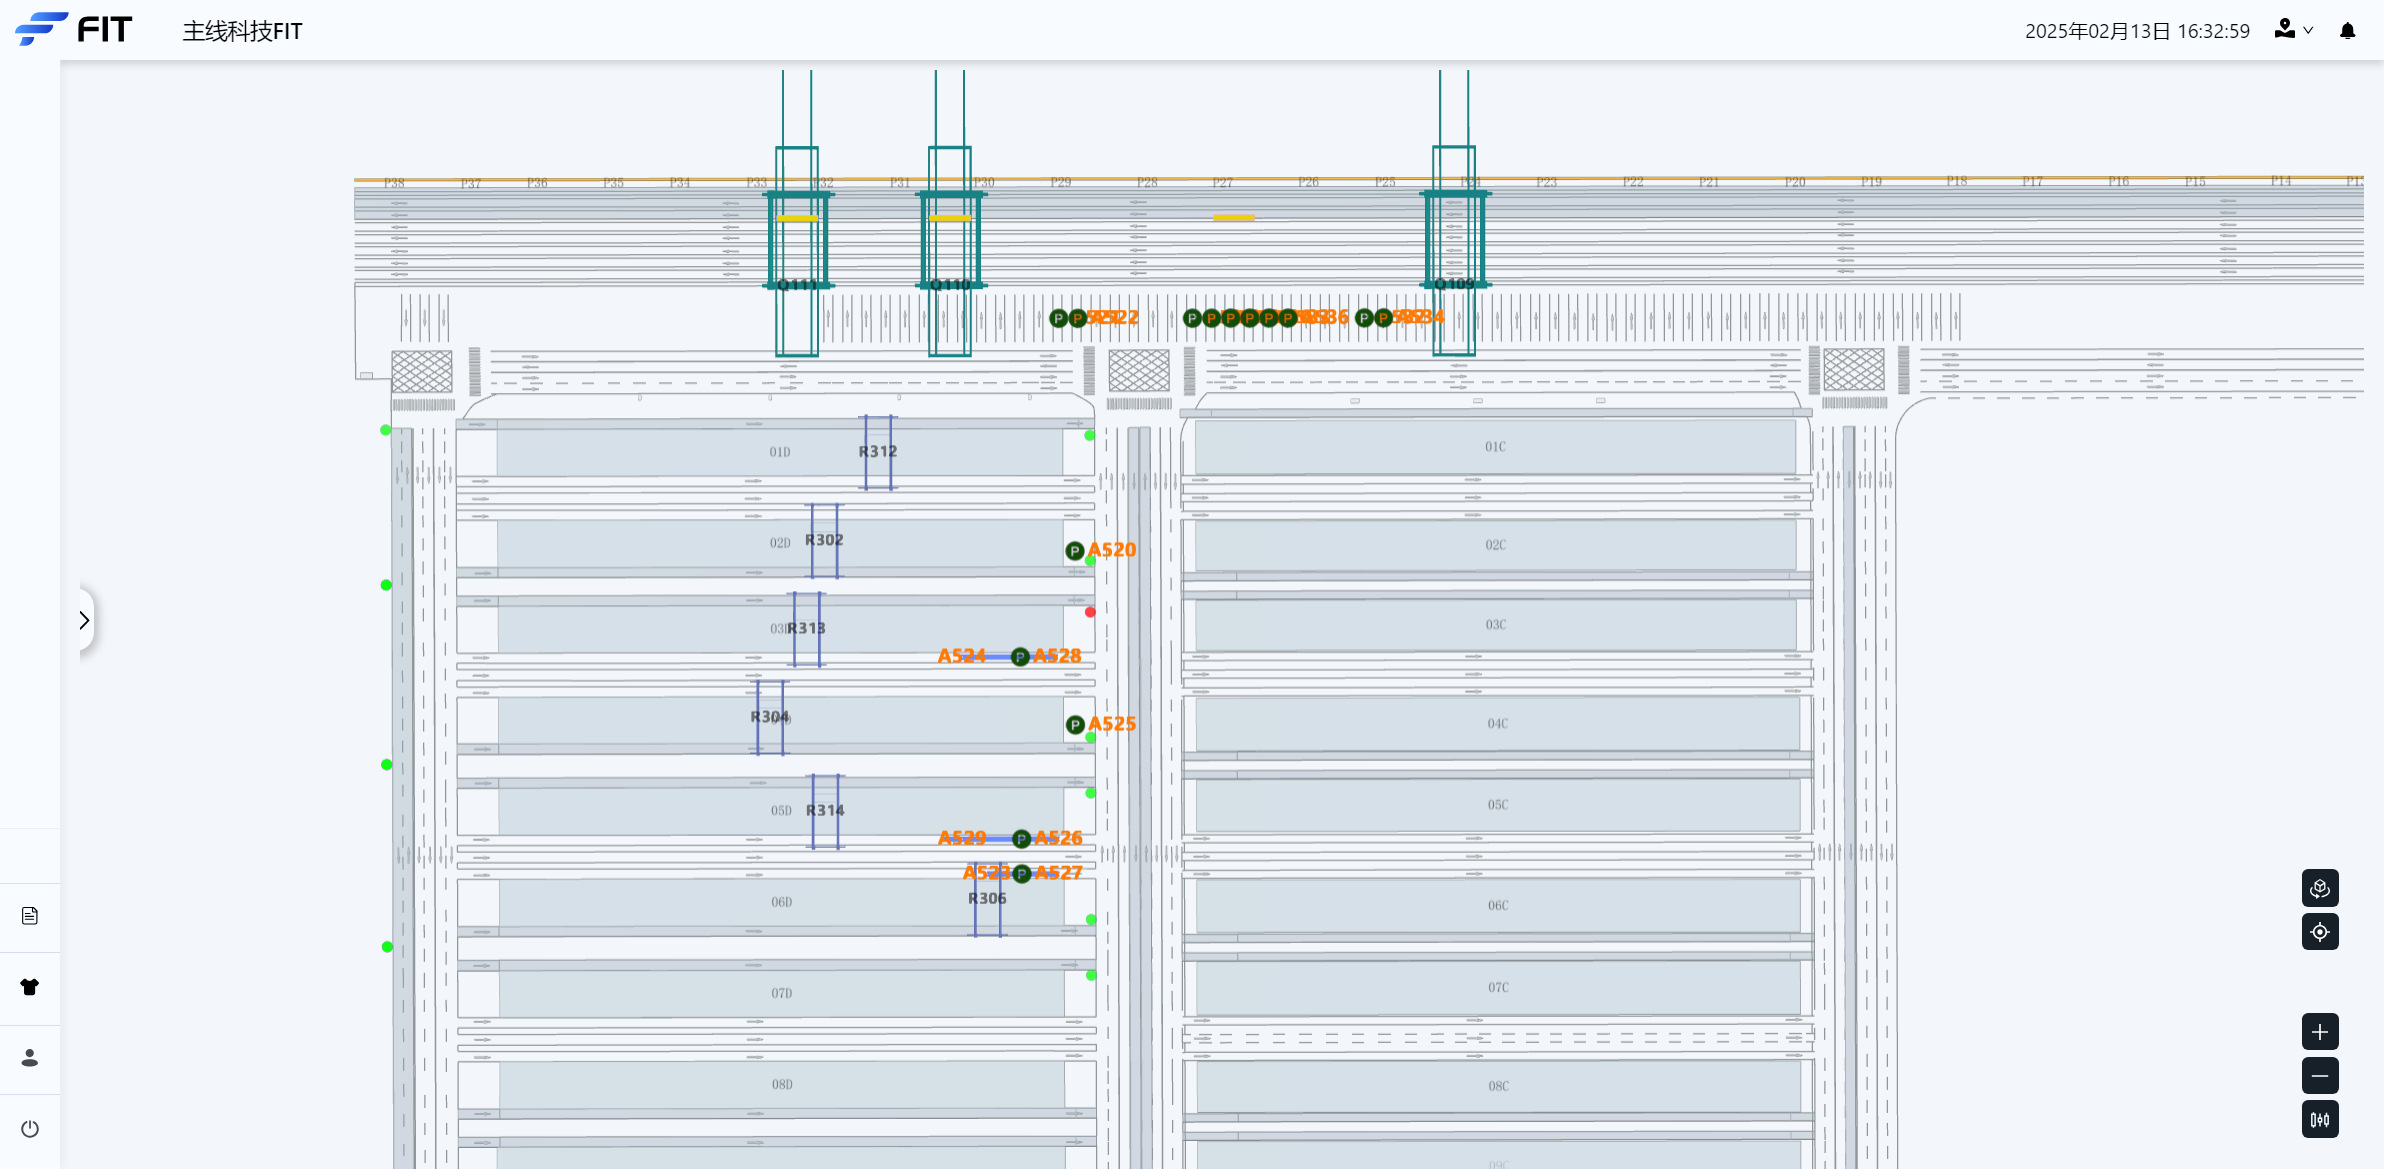 FIT
主线科技FIT
2025年02月13日 16:32:59
P38 P37 P36 P35 P34 P33 P32 P31 P30 P29 P28 P27 P26 P25 P24 P23 P22 P21 P20 P19 P18 P17 P16 P15 P14
Q111 Q110 Q109
P P P P P P P P P P
01D R312 01C
02D R302 02C
P A520
03D R313 03C
A524 P A528
R304 04C
P A525
05D R314 05C
A529 P A526
A523 P A527
06D R306 06C
07D 07C
08D 08C
09C